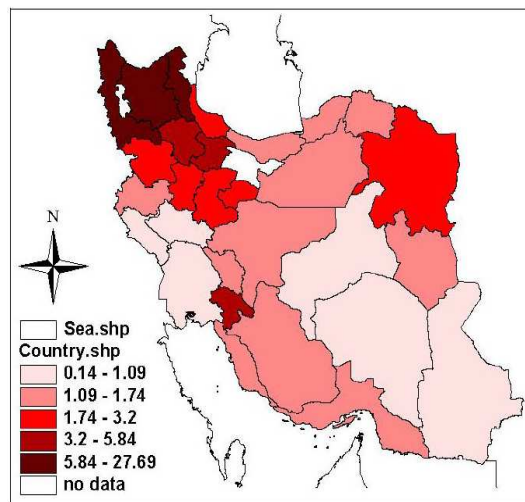 N
Sea.shp
Country.shp
0.14 - 1.09
1.09 - 1.74
1.74 - 3.2
3.2 - 5.84
5.84 - 27.69
no data